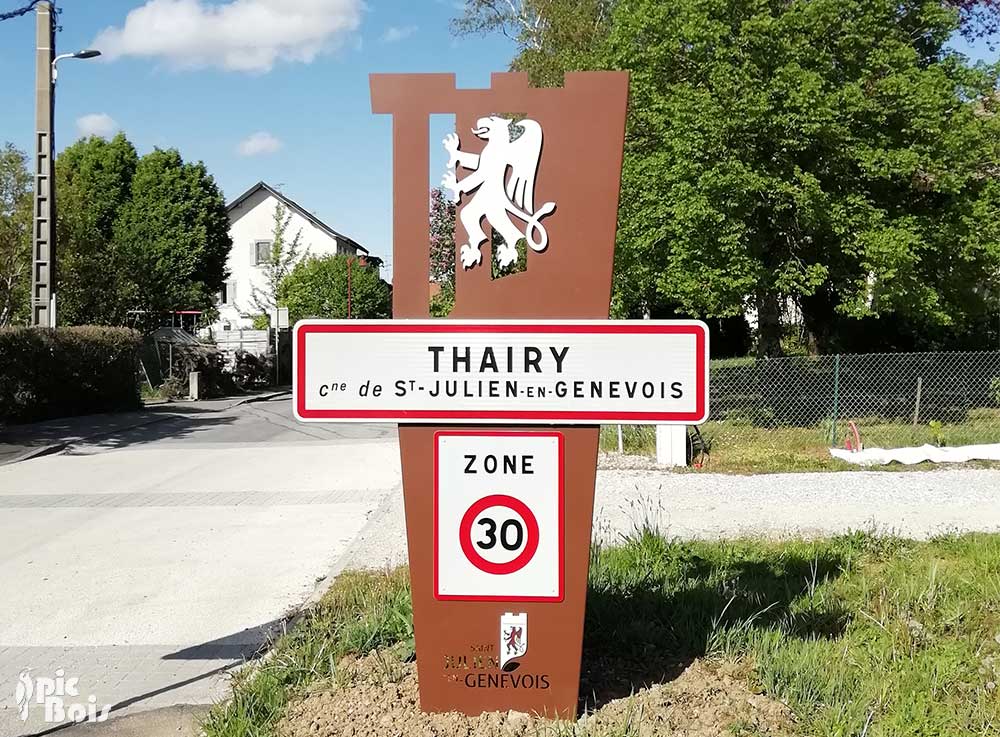 THAIRY
Cne de ST-JULIEN-EN-GENEVOIS
ZONE
30
SAINT
JULIEN
EN-GENEVOIS
pic
Bois